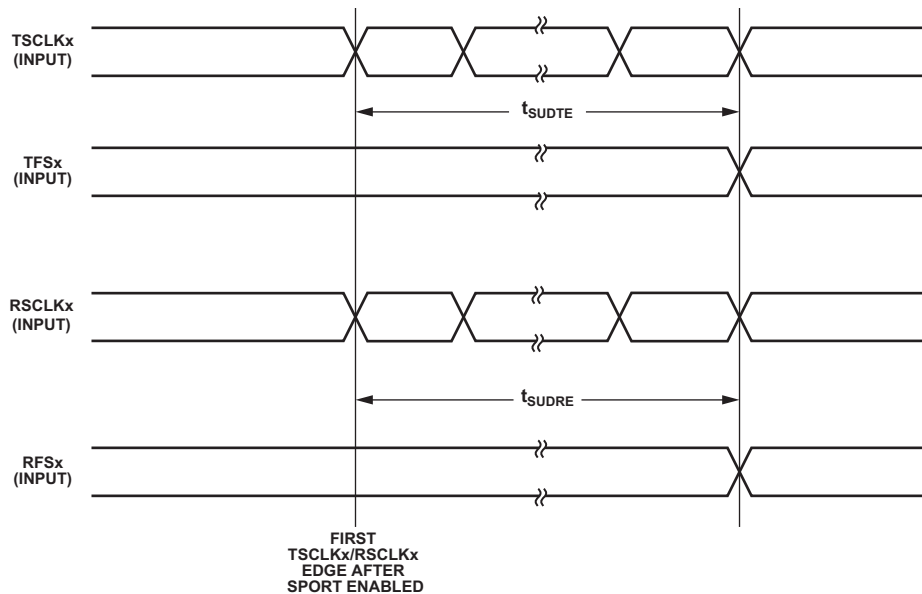 TSCLKx
(INPUT)
tSUDTE
TFSx
(INPUT)
RSCLKx
(INPUT)
tSUDRE
RFSx
(INPUT)
FIRST
TSCLKx/RSCLKx
EDGE AFTER
SPORT ENABLED